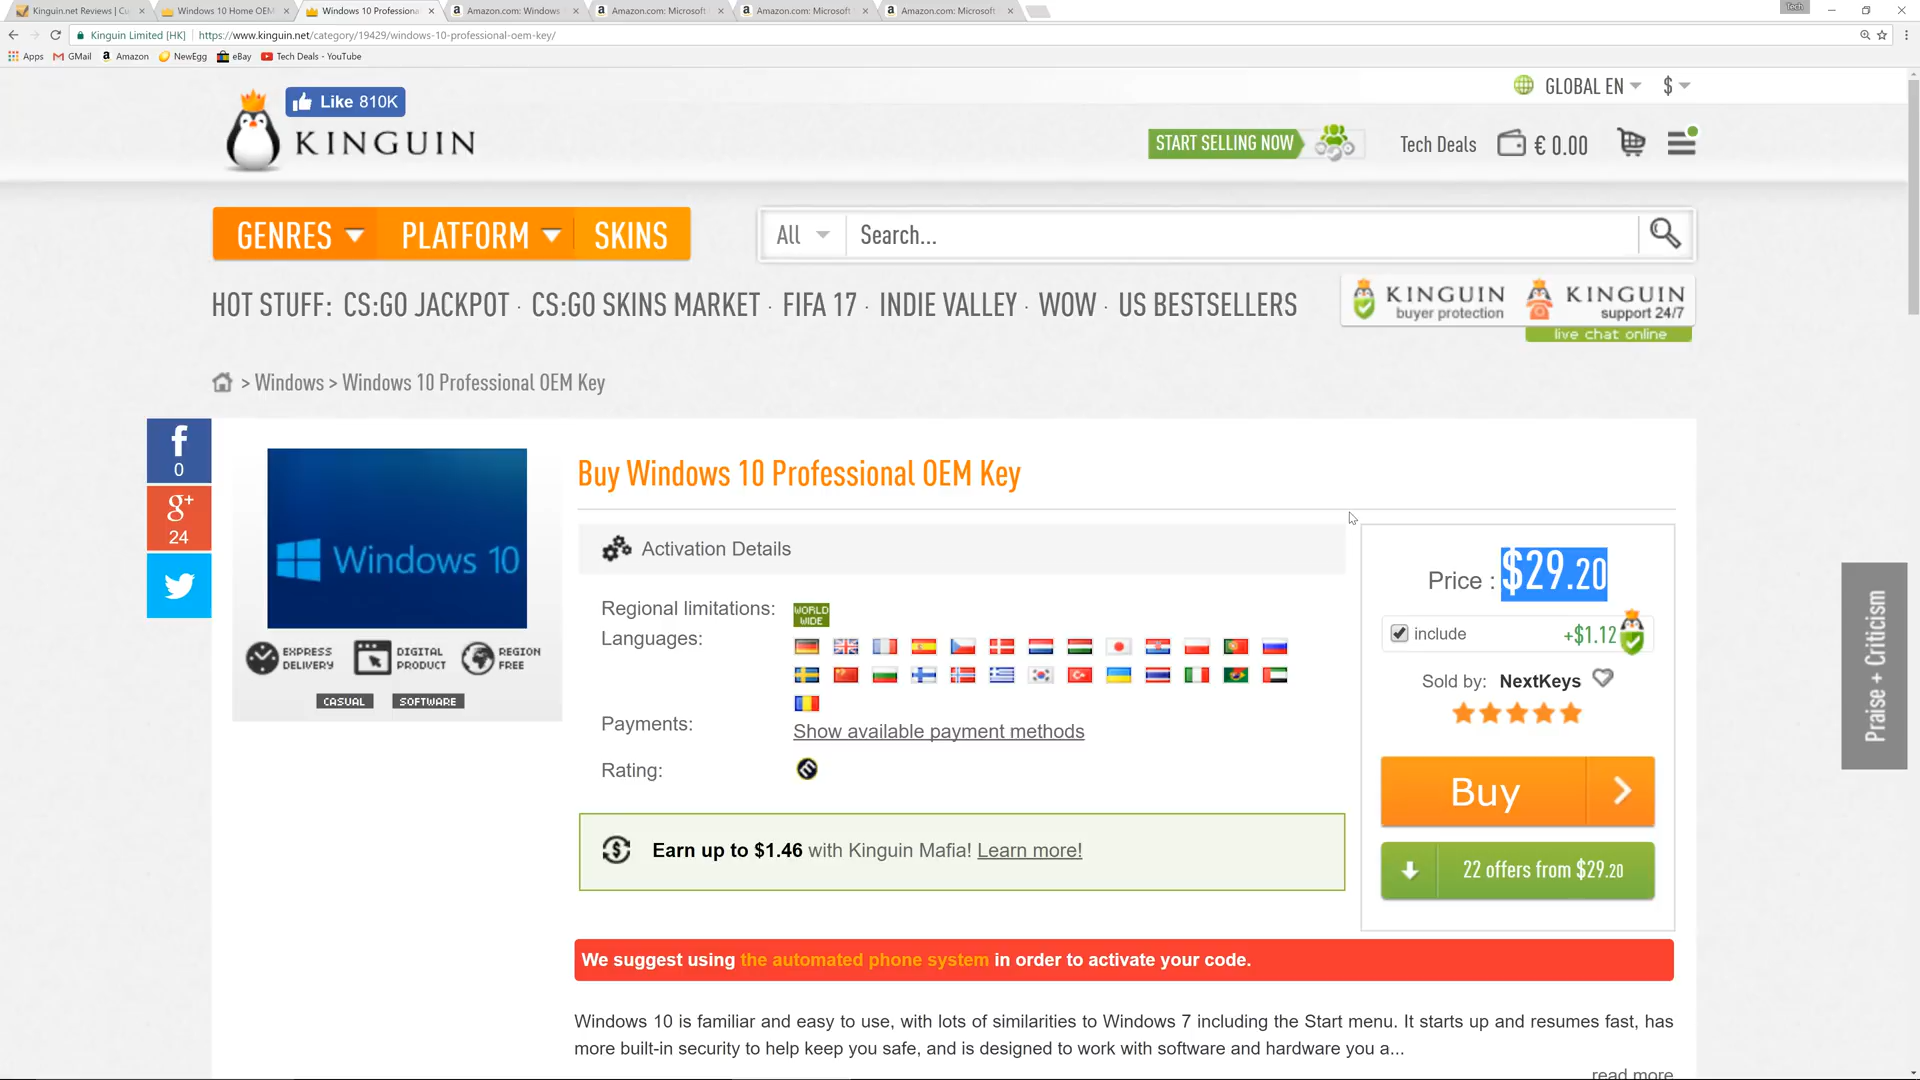 Kinguin.net Reviews | Cu
Windows 10 Home OEM
Windows 10 Professiona
Amazon.com: Windows
Amazon.com: Microsoft
Amazon.com: Microsoft
Amazon.com: Microsoft
Tech
Kinguin Limited [HK] https://www.kinguin.net/category/19429/windows-10-professional-oem-key/
Apps GMail Amazon NewEgg eBay Tech Deals - YouTube
GLOBAL EN $
Like 810K
KINGUIN
START SELLING NOW
Tech Deals € 0.00
GENRES PLATFORM SKINS
All Search...
HOT STUFF: CS:GO JACKPOT · CS:GO SKINS MARKET · FIFA 17 · INDIE VALLEY · WOW · US BESTSELLERS
KINGUIN buyer protection
KINGUIN support 24/7
live chat online
> Windows > Windows 10 Professional OEM Key
f
0
g+
24
Windows 10
EXPRESS DELIVERY
DIGITAL PRODUCT
REGION FREE
CASUAL SOFTWARE
Buy Windows 10 Professional OEM Key
Activation Details
Regional limitations: WORLD WIDE
Languages:
Payments: Show available payment methods
Rating:
Earn up to $1.46 with Kinguin Mafia! Learn more!
Price : $29.20
include +$1.12
Sold by: NextKeys
Buy
22 offers from $29.20
Praise + Criticism
We suggest using the automated phone system in order to activate your code.
Windows 10 is familiar and easy to use, with lots of similarities to Windows 7 including the Start menu. It starts up and resumes fast, has
more built-in security to help keep you safe, and is designed to work with software and hardware you a...
read more